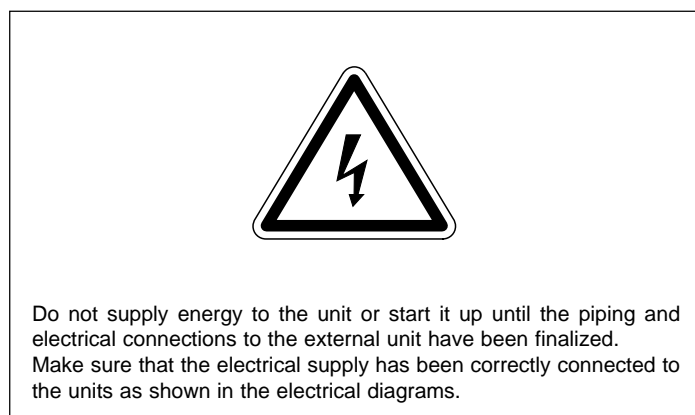 Do not supply energy to the unit or start it up until the piping and
electrical connections to the external unit have been finalized.
Make sure that the electrical supply has been correctly connected to
the units as shown in the electrical diagrams.